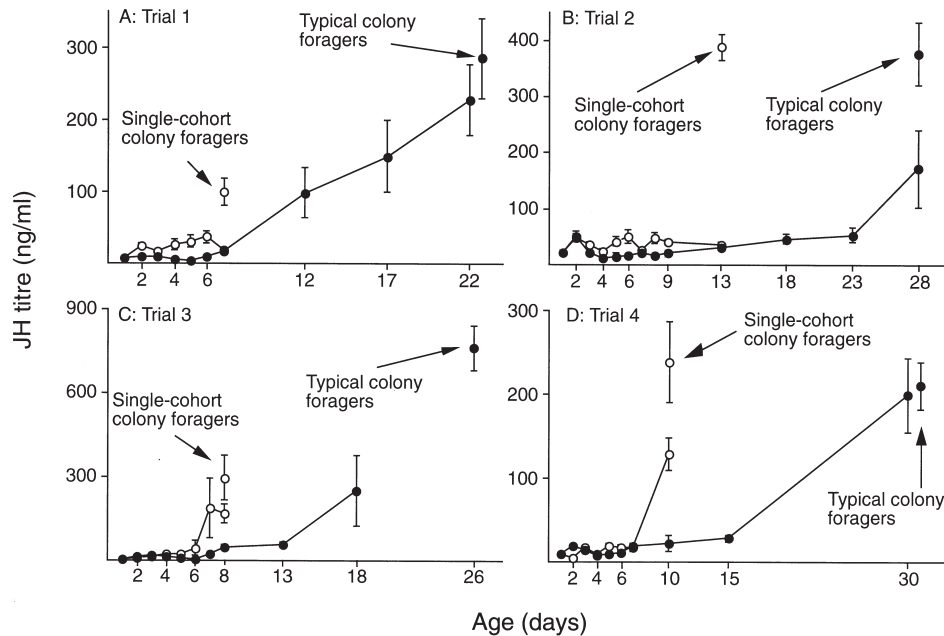 A: Trial 1
Typical colony
foragers
300
200
100
Single-cohort
colony foragers
2 4 6 12 17 22
B: Trial 2
400
300
200
100
Single-cohort
colony foragers
Typical colony
foragers
2 4 6 9 13 18 23 28
JH titre (ng/ml)
C: Trial 3
900
600
300
Single-cohort
colony foragers
Typical colony
foragers
2 4 6 8 13 18 26
D: Trial 4
300
200
100
Single-cohort
colony foragers
Typical colony
foragers
2 4 6 10 15 30
Age (days)